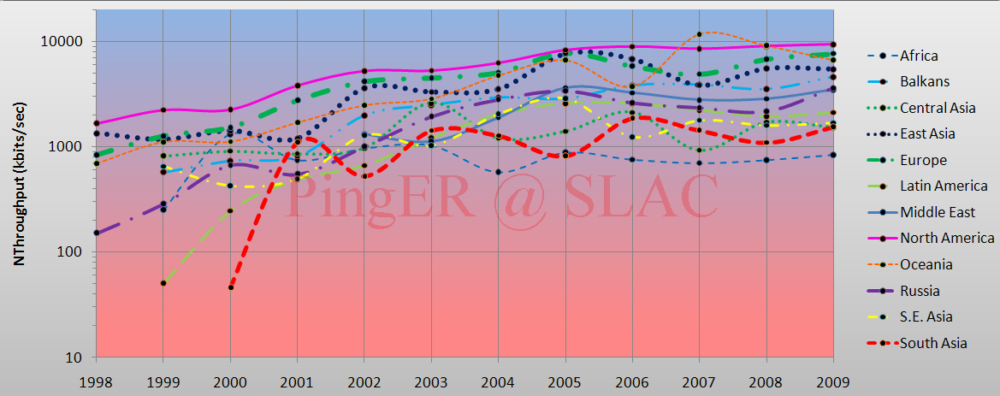 10000
1000
100
10
NThroughput (kbits/sec)
PingER @ SLAC
1998 1999 2000 2001 2002 2003 2004 2005 2006 2007 2008 2009
Africa
Balkans
Central Asia
East Asia
Europe
Latin America
Middle East
North America
Oceania
Russia
S.E. Asia
South Asia